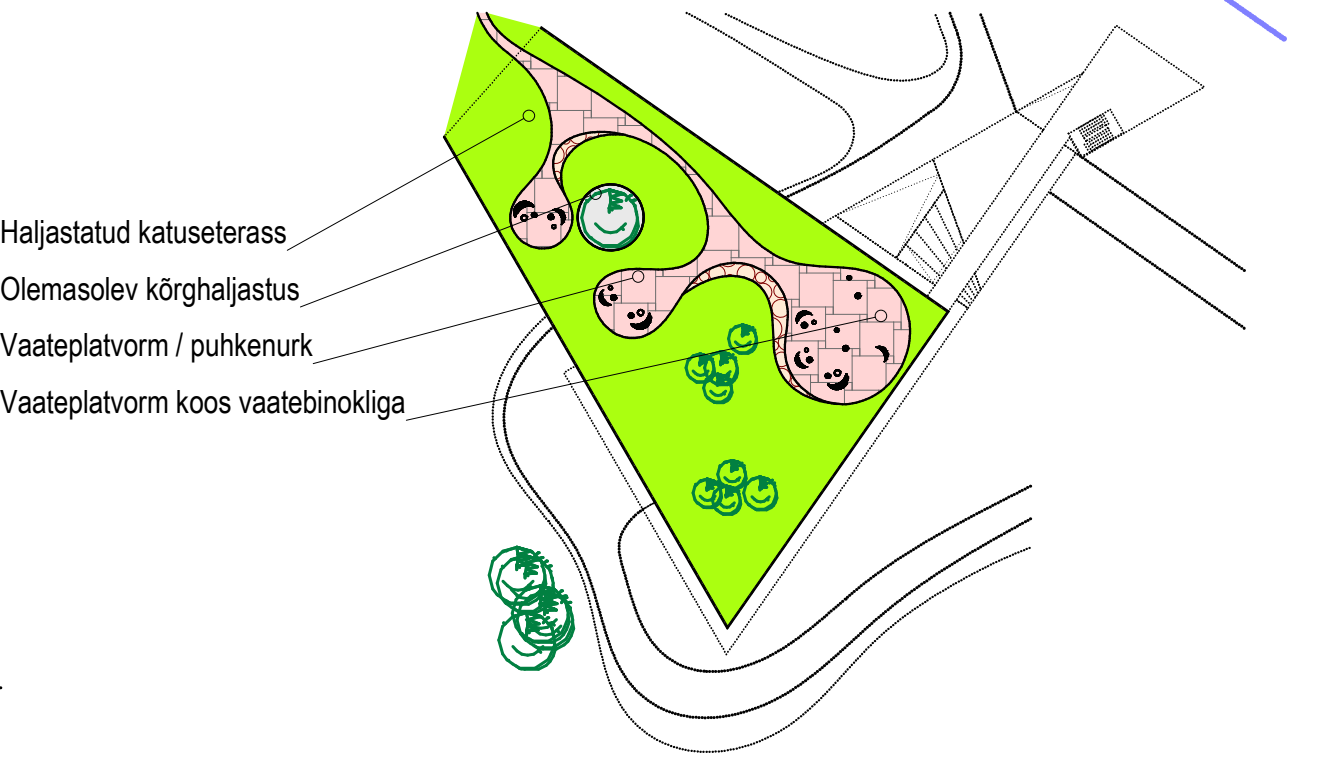 Haljastatud katuseterass
Olemasolev kõrghaljastus
Vaateplatvorm / puhkenurk
Vaateplatvorm koos vaatebinokliga